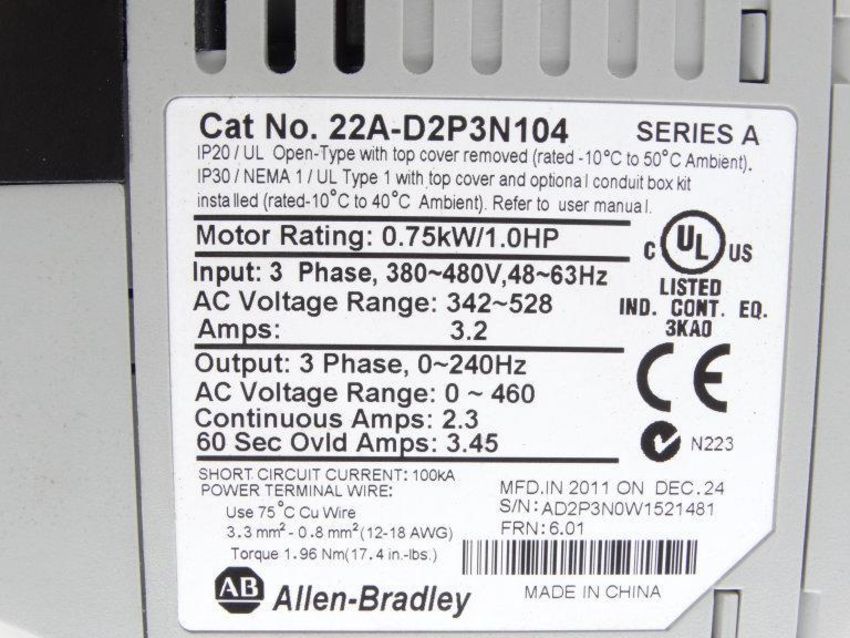 Cat No. 22A-D2P3N104 SERIES A
IP20 / UL Open-Type with top cover removed (rated -10°C to 50°C Ambient).
IP30 / NEMA 1 / UL Type 1 with top cover and optional conduit box kit
installed (rated-10°C to 40°C Ambient). Refer to user manual.
Motor Rating: 0.75kW/1.0HP
C UL US
LISTED
IND. CONT. EQ.
3KA0
Input: 3 Phase, 380~480V,48~63Hz
AC Voltage Range: 342~528
Amps: 3.2
Output: 3 Phase, 0~240Hz
AC Voltage Range: 0 ~ 460
Continuous Amps: 2.3
60 Sec Ovld Amps: 3.45
CE
N223
SHORT CIRCUIT CURRENT: 100kA
POWER TERMINAL WIRE:
Use 75°C Cu Wire
3.3 mm² - 0.8 mm² (12-18 AWG)
Torque 1.96 Nm (17.4 in.-lbs.)
MFD.IN 2011 ON DEC.24
S/N: AD2P3N0W1521481
FRN: 6.01
AB Allen-Bradley
MADE IN CHINA